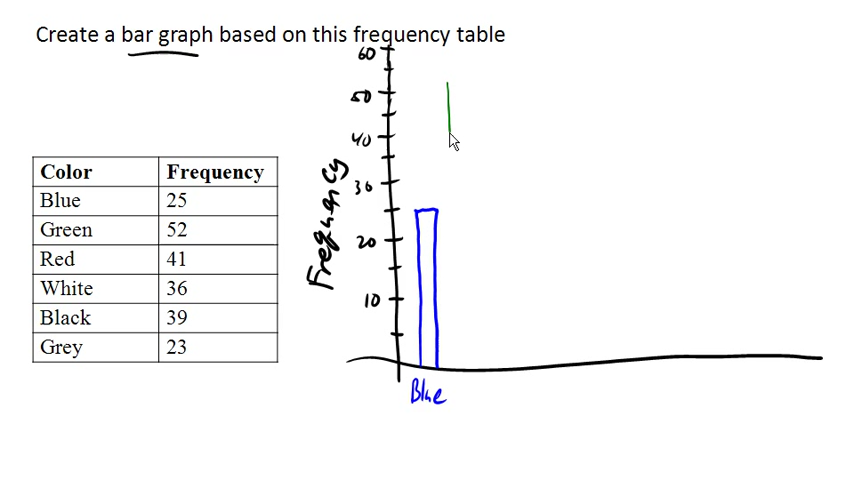 Create a bar graph based on this frequency table
60
50
40
30
20
10
Frequency
Color Frequency
Blue 25
Green 52
Red 41
White 36
Black 39
Grey 23
Blue